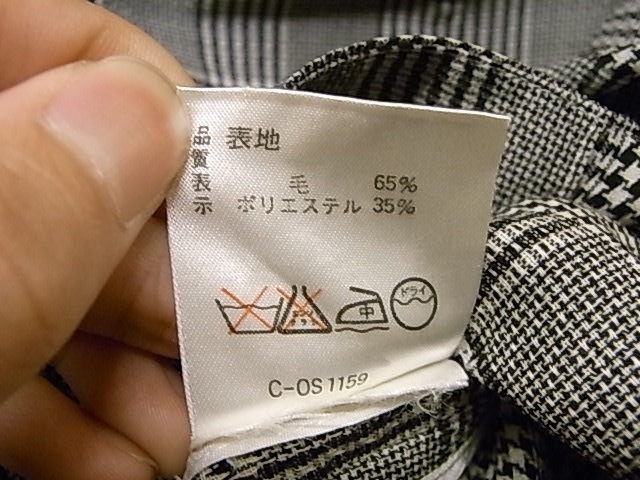 品質表示
表地
毛 65%
ポリエステル 35%
中 ドライ
C-OS1159